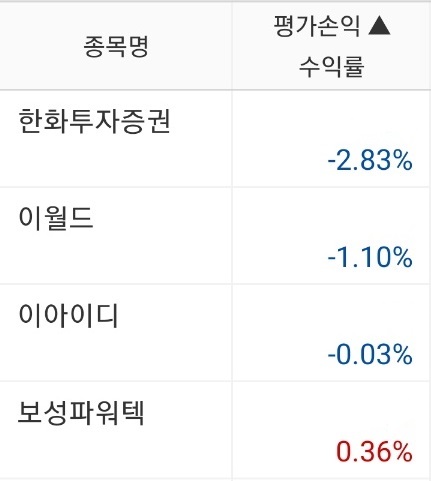 종목명
평가손익 ▲
수익률
한화투자증권
-2.83%
이월드
-1.10%
이아이디
-0.03%
보성파워텍
0.36%